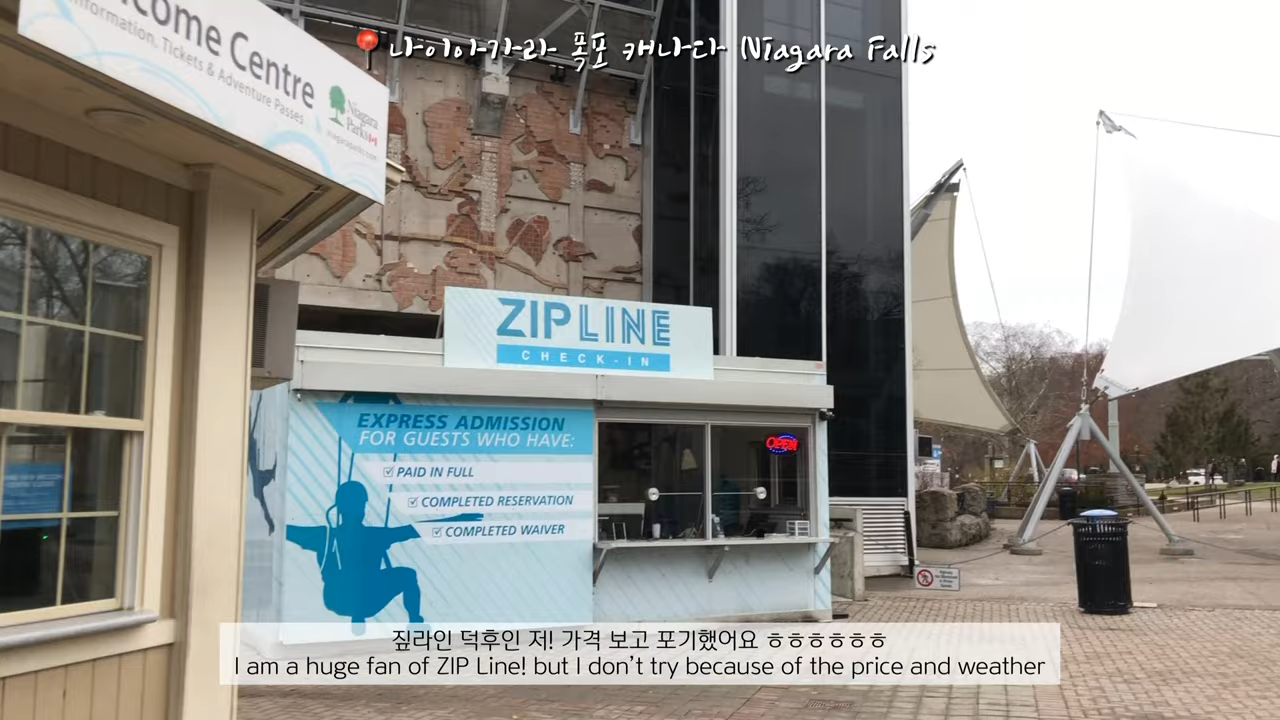 나이아가라 폭포 캐나다 (Niagara Falls
come Centre
Information, Tickets & Adventure Passes
Niagara
Parks
niagaraparks.com
ZIPLINE
CHECK-IN
EXPRESS ADMISSION
FOR GUESTS WHO HAVE:
PAID IN FULL
COMPLETED RESERVATION
COMPLETED WAIVER
OPEN
짚라인 덕후인 저! 가격 보고 포기했어요 ㅎㅎㅎㅎㅎㅎ
I am a huge fan of ZIP Line! but I don't try because of the price and weather